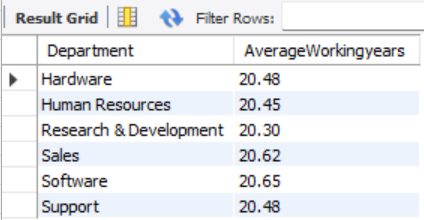 Result Grid Filter Rows:
Department AverageWorkingyears
Hardware 20.48
Human Resources 20.45
Research & Development 20.30
Sales 20.62
Software 20.65
Support 20.48